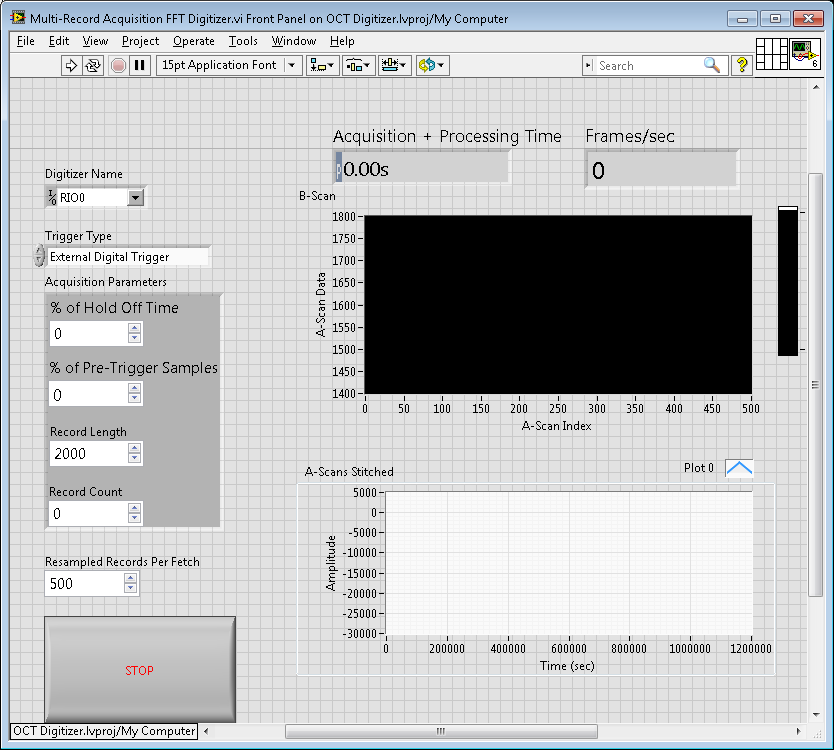 Multi-Record Acquisition FFT Digitizer.vi Front Panel on OCT Digitizer.lvproj/My Computer
File Edit View Project Operate Tools Window Help
15pt Application Font
Search
?
6
Acquisition + Processing Time
Frames/sec
0.00s
0
Digitizer Name
I/%
RIO0
Trigger Type
External Digital Trigger
Acquisition Parameters
% of Hold Off Time
0
% of Pre-Trigger Samples
0
Record Length
2000
Record Count
0
Resampled Records Per Fetch
500
STOP
B-Scan
A-Scan Data
1800
1750
1700
1650
1600
1550
1500
1450
1400
0 50 100 150 200 250 300 350 400 450 500
A-Scan Index
A-Scans Stitched
Plot 0
Amplitude
5000
0
-5000
-10000
-15000
-20000
-25000
-30000
0 200000 400000 600000 800000 1000000 1200000
Time (sec)
OCT Digitizer.lvproj/My Computer